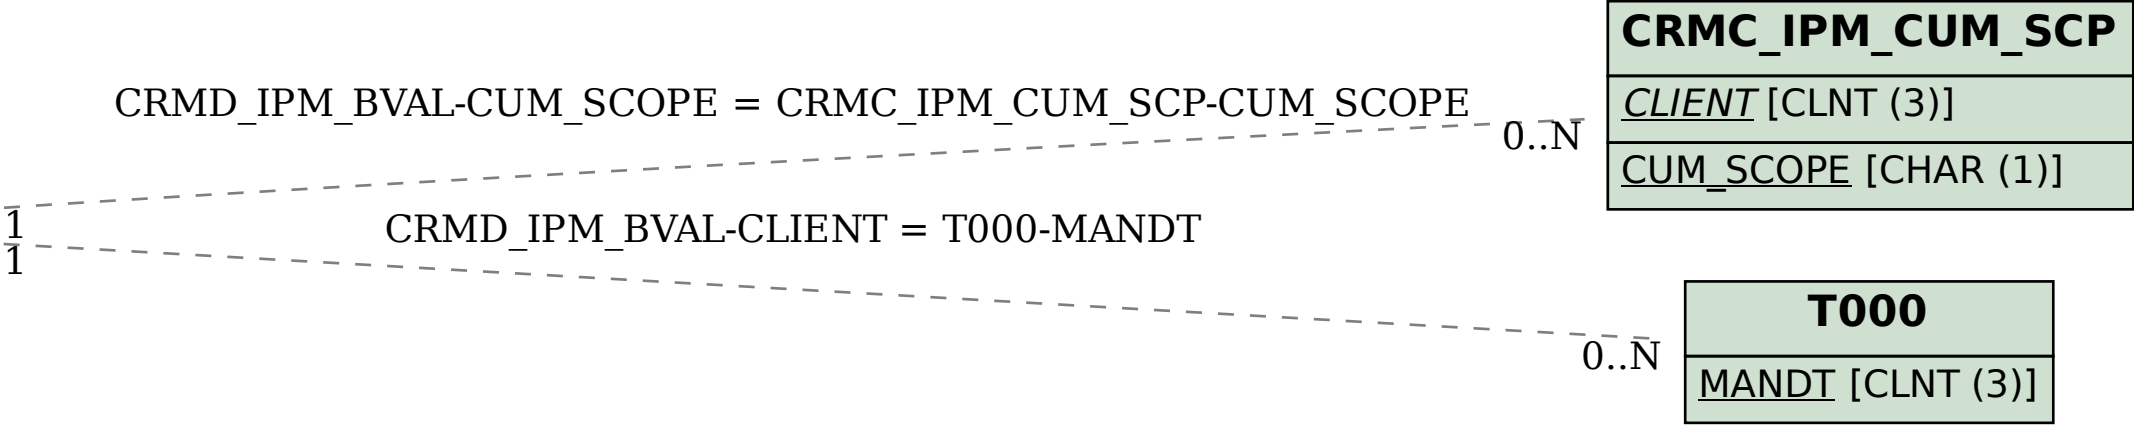 CRMC_IPM_CUM_SCP
CRMD_IPM_BVAL-CUM_SCOPE = CRMC_IPM_CUM_SCP-CUM_SCOPE
CLIENT [CLNT (3)]
0..N
CUM_SCOPE [CHAR (1)]
1
CRMD_IPM_BVAL-CLIENT = T000-MANDT
1
T000
0..N
MANDT [CLNT (3)]